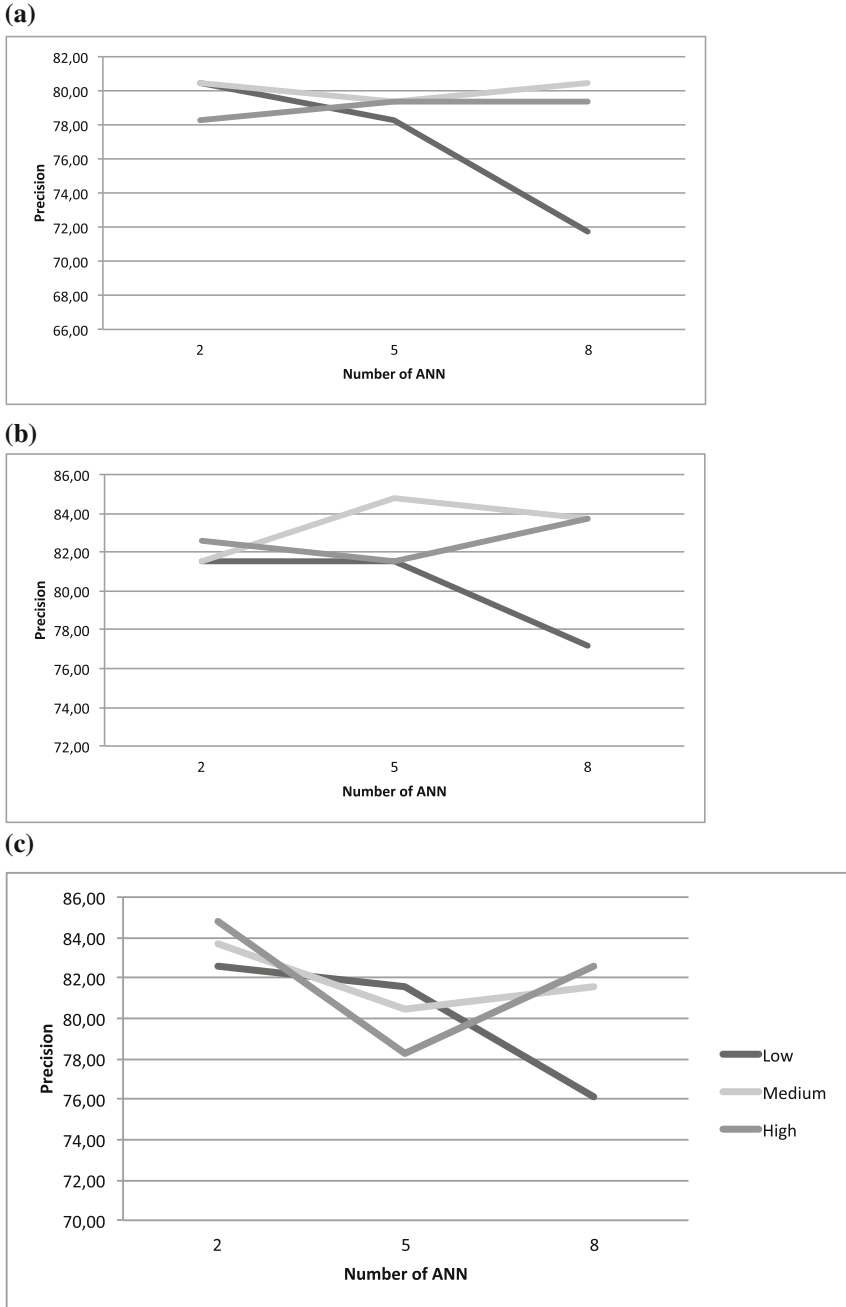 (a)
82,00
80,00
78,00
76,00
74,00
72,00
70,00
68,00
66,00
Precision
2 5 8
Number of ANN
(b)
86,00
84,00
82,00
80,00
78,00
76,00
74,00
72,00
Precision
2 5 8
Number of ANN
(c)
86,00
84,00
82,00
80,00
78,00
76,00
74,00
72,00
70,00
Precision
2 5 8
Number of ANN
Low
Medium
High